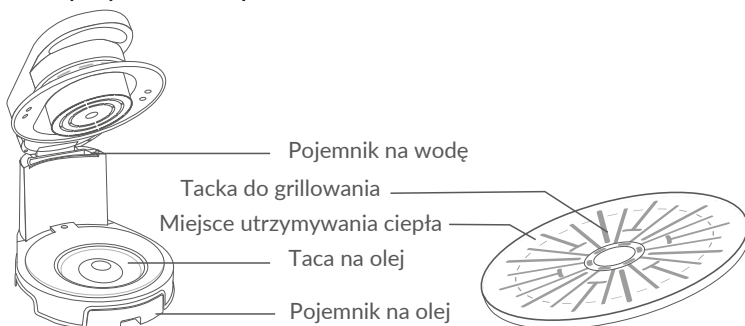 Pojemnik na wodę
Tacka do grillowania
Miejsce utrzymywania ciepła
Taca na olej
Pojemnik na olej